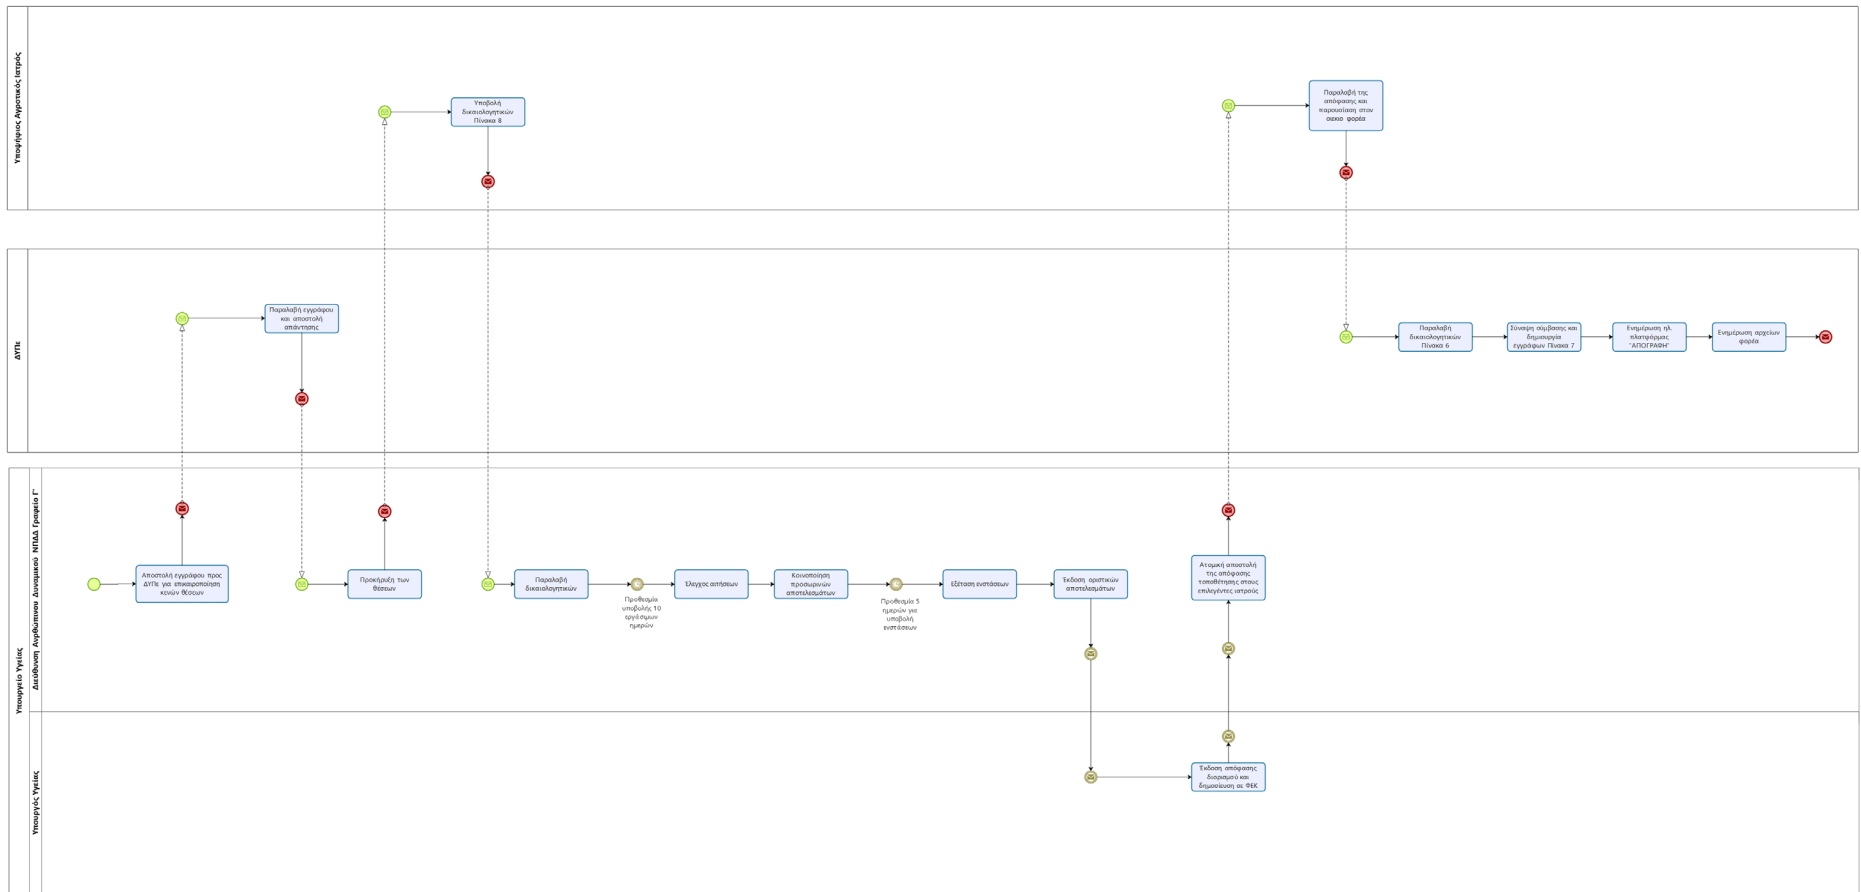 Υποψήφιος Αγροτικός Ιατρός
Υποβολή
δικαιολογητικών
Πίνακα 8
Παραλαβή της
απόφασης και
παρουσίαση στον
οικειο φορέα
ΔΥΠε
Παραλαβή εγγράφου
και αποστολή
απάντησης
Παραλαβή
δικαιολογητικών
Πίνακα 6
Σύναψη σύμβασης και
δημιουργία
εγγράφων Πίνακα 7
Ενημέρωση ηλ.
πλατφόρμας
"ΑΠΟΓΡΑΦΗ"
Ενημέρωση αρχείων
φορέα
Υπουργείο Υγείας
Διεύθυνση Ανρθώπινου Δυναμικού ΝΠΔΔ Γραφείο Γ'
Αποστολή εγγράφου προς
ΔΥΠε για επικαιροποίηση
κενών θέσεων
Προκήρυξη των
θέσεων
Παραλαβή
δικαιολογητικών
Προθεσμία
υποβολής 10
εργάσιμων
ημερών
Έλεγχος αιτήσεων
Κοινοποίηση
προσωρινών
αποτελεσμάτων
Προθεσμία 5
ημερών για
υποβολή
ενστάσεων
Εξέταση ενστάσεων
Έκδοση οριστικών
αποτελεσμάτων
Ατομική αποστολή
της απόφασης
τοποθέτησης στους
επιλεγέντες ιατρούς
Υπουργός Υγείας
Έκδοση απόφασης
διορισμού και
δημοσίευση σε ΦΕΚ